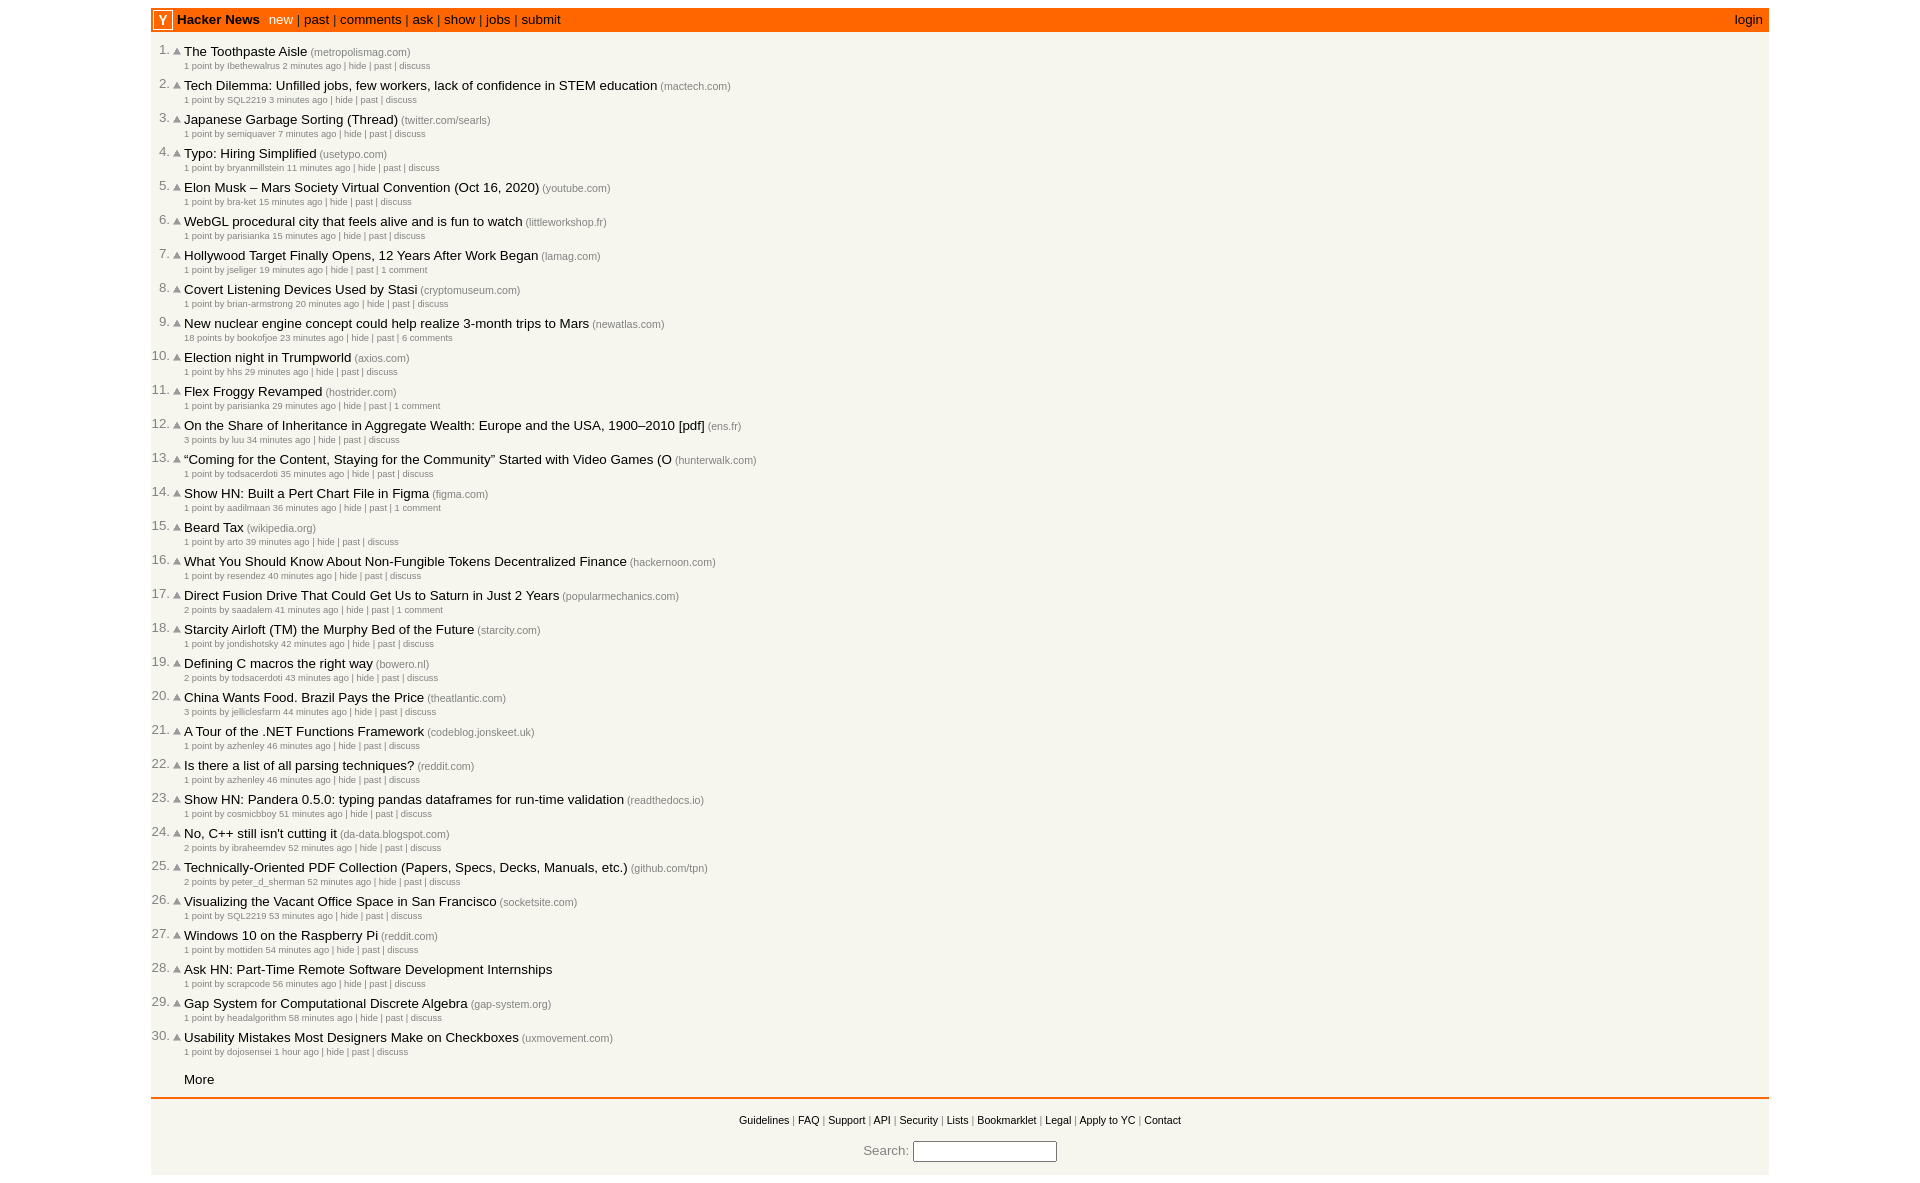 Y Hacker News new | past | comments | ask | show | jobs | submit login
1. The Toothpaste Aisle (metropolismag.com)
1 point by Ibethewalrus 2 minutes ago | hide | past | discuss
2. Tech Dilemma: Unfilled jobs, few workers, lack of confidence in STEM education (mactech.com)
1 point by SQL2219 3 minutes ago | hide | past | discuss
3. Japanese Garbage Sorting (Thread) (twitter.com/searls)
1 point by semiquaver 7 minutes ago | hide | past | discuss
4. Typo: Hiring Simplified (usetypo.com)
1 point by bryanmillstein 11 minutes ago | hide | past | discuss
5. Elon Musk – Mars Society Virtual Convention (Oct 16, 2020) (youtube.com)
1 point by bra-ket 15 minutes ago | hide | past | discuss
6. WebGL procedural city that feels alive and is fun to watch (littleworkshop.fr)
1 point by parisianka 15 minutes ago | hide | past | discuss
7. Hollywood Target Finally Opens, 12 Years After Work Began (lamag.com)
1 point by jseliger 19 minutes ago | hide | past | 1 comment
8. Covert Listening Devices Used by Stasi (cryptomuseum.com)
1 point by brian-armstrong 20 minutes ago | hide | past | discuss
9. New nuclear engine concept could help realize 3-month trips to Mars (newatlas.com)
18 points by bookofjoe 23 minutes ago | hide | past | 6 comments
10. Election night in Trumpworld (axios.com)
1 point by hhs 29 minutes ago | hide | past | discuss
11. Flex Froggy Revamped (hostrider.com)
1 point by parisianka 29 minutes ago | hide | past | 1 comment
12. On the Share of Inheritance in Aggregate Wealth: Europe and the USA, 1900–2010 [pdf] (ens.fr)
3 points by luu 34 minutes ago | hide | past | discuss
13. “Coming for the Content, Staying for the Community” Started with Video Games (O (hunterwalk.com)
1 point by todsacerdoti 35 minutes ago | hide | past | discuss
14. Show HN: Built a Pert Chart File in Figma (figma.com)
1 point by aadilmaan 36 minutes ago | hide | past | 1 comment
15. Beard Tax (wikipedia.org)
1 point by arto 39 minutes ago | hide | past | discuss
16. What You Should Know About Non-Fungible Tokens Decentralized Finance (hackernoon.com)
1 point by resendez 40 minutes ago | hide | past | discuss
17. Direct Fusion Drive That Could Get Us to Saturn in Just 2 Years (popularmechanics.com)
2 points by saadalem 41 minutes ago | hide | past | 1 comment
18. Starcity Airloft (TM) the Murphy Bed of the Future (starcity.com)
1 point by jondishotsky 42 minutes ago | hide | past | discuss
19. Defining C macros the right way (bowero.nl)
2 points by todsacerdoti 43 minutes ago | hide | past | discuss
20. China Wants Food. Brazil Pays the Price (theatlantic.com)
3 points by jelliclesfarm 44 minutes ago | hide | past | discuss
21. A Tour of the .NET Functions Framework (codeblog.jonskeet.uk)
1 point by azhenley 46 minutes ago | hide | past | discuss
22. Is there a list of all parsing techniques? (reddit.com)
1 point by azhenley 46 minutes ago | hide | past | discuss
23. Show HN: Pandera 0.5.0: typing pandas dataframes for run-time validation (readthedocs.io)
1 point by cosmicbboy 51 minutes ago | hide | past | discuss
24. No, C++ still isn't cutting it (da-data.blogspot.com)
2 points by ibraheemdev 52 minutes ago | hide | past | discuss
25. Technically-Oriented PDF Collection (Papers, Specs, Decks, Manuals, etc.) (github.com/tpn)
2 points by peter_d_sherman 52 minutes ago | hide | past | discuss
26. Visualizing the Vacant Office Space in San Francisco (socketsite.com)
1 point by SQL2219 53 minutes ago | hide | past | discuss
27. Windows 10 on the Raspberry Pi (reddit.com)
1 point by mottiden 54 minutes ago | hide | past | discuss
28. Ask HN: Part-Time Remote Software Development Internships
1 point by scrapcode 56 minutes ago | hide | past | discuss
29. Gap System for Computational Discrete Algebra (gap-system.org)
1 point by headalgorithm 58 minutes ago | hide | past | discuss
30. Usability Mistakes Most Designers Make on Checkboxes (uxmovement.com)
1 point by dojosensei 1 hour ago | hide | past | discuss
More
Guidelines | FAQ | Support | API | Security | Lists | Bookmarklet | Legal | Apply to YC | Contact
Search: